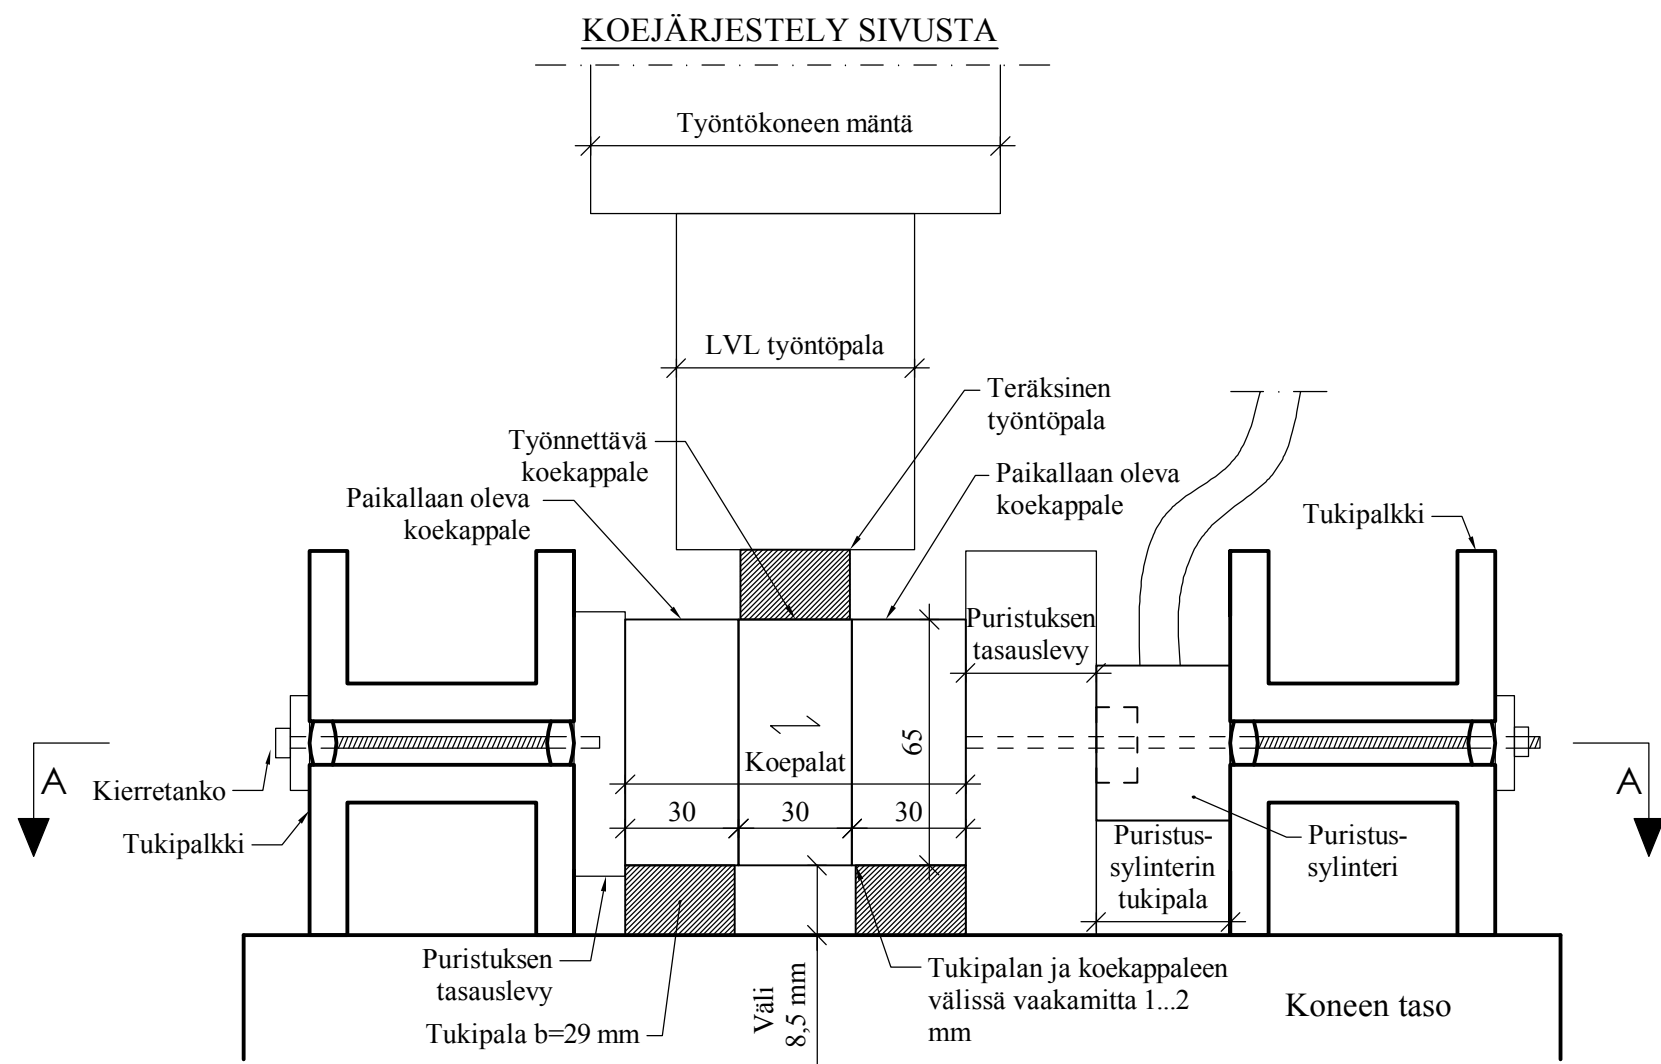 KOEJÄRJESTELY SIVUSTA
Työntökoneen mäntä
LVL työntöpala
Teräksinen
työntöpala
Työnnettävä
koekappale
Paikallaan oleva
koekappale
Paikallaan oleva
koekappale
Tukipalkki
Puristuksen
tasauslevy
65
Koepalat
30
30
30
A
A
Kierretanko
Tukipalkki
Puristus-
sylinterin
tukipala
Puristus-
sylinteri
Puristuksen
tasauslevy
Tukipala b=29 mm
Väli
8,5 mm
Tukipalan ja koekappaleen
välissä vaakamitta 1...2
mm
Koneen taso